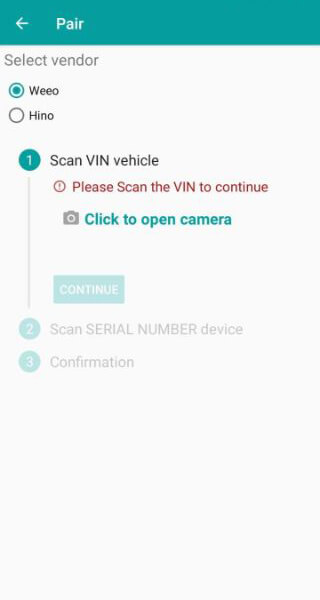 Pair
Select vendor
Weeo
Hino
1 Scan VIN vehicle
Please Scan the VIN to continue
Click to open camera
CONTINUE
2 Scan SERIAL NUMBER device
3 Confirmation